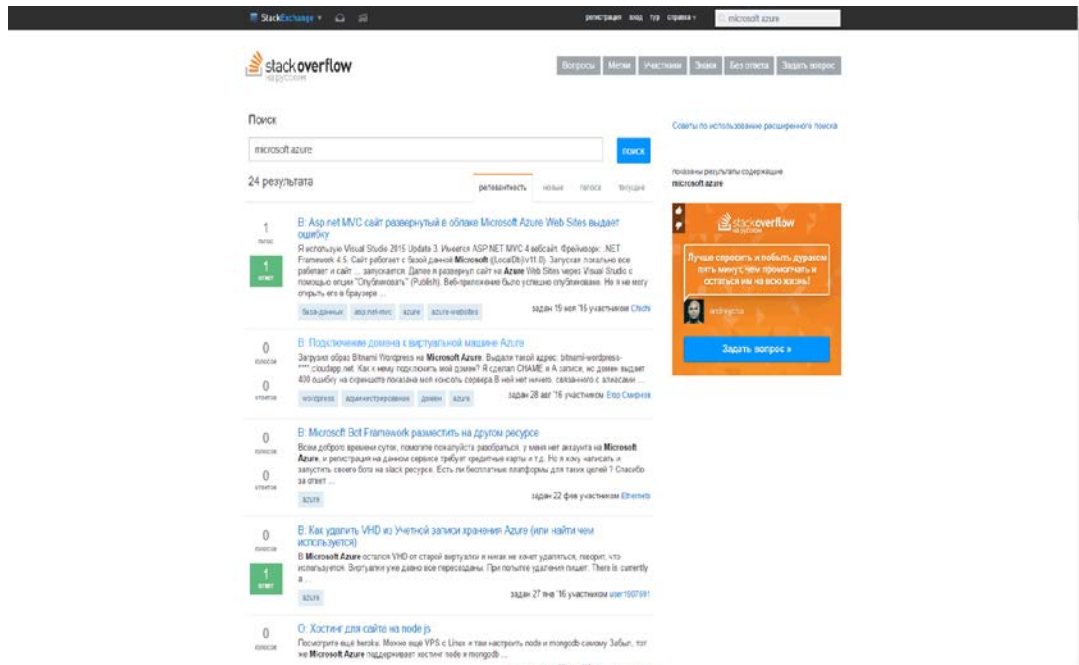 StackExchange
регистрация вход тур справка
microsoft azure
stackoverflow
на русском
Вопросы Метки Участники Знаки Без ответа Задать вопрос
Поиск
Советы по использованию расширенного поиска
microsoft azure
поиск
показаны результаты содержащие
microsoft azure
24 результата
релевантность новые голоса текущие
1
голос
1
ответ
В: Asp.net MVC сайт развернутый в облаке Microsoft Azure Web Sites выдает
ошибку
Я использую Visual Studio 2015 Update 3. Имеется ASP NET MVC 4 вебсайт. Фреймворк: .NET
Framework 4.5. Сайт работает с базой данной Microsoft ((LocalDb)\v11.0). Запуская локально все
работает и сайт ... запускается. Далее я развернул сайт на Azure Web Sites через Visual Studio с
помощью опции "Опубликовать" (Publish). Веб-приложение было успешно опубликовано. Но я не могу
открыть его в браузере ...
база-данных asp.net-mvc azure azure-websites
задан 19 ноя '16 участником Chichi
stackoverflow
на русском
Лучше спросить и побыть дураком
пять минут, чем промолчать и
остаться им на всю жизнь!
andreycha
Задать вопрос »
0
голосов
0
ответов
В: Подключение домена к виртуальной машине Azure
Загрузил образ Bitnami Wordpress на Microsoft Azure. Выдали такой адрес: bitnami-wordpress-
****.cloudapp.net. Как к нему подключить мой домен? Я сделал CNAME и A записи, но домен выдает
400 ошибку на скриншоте показана моя консоль сервера В ней нет ничего, связанного с алиасами ...
wordpress администрирование домен azure
задан 28 авг '16 участником Егор Смирнов
0
голосов
0
ответов
В: Microsoft Bot Framework разместить на другом ресурсе
Всем доброго времени суток, помогите пожалуйста разобраться, у меня нет аккаунта на Microsoft
Azure, и регистрация на данном сервисе требует кредитные карты и т.д. Но я хочу написать и
запустить своего бота на slack ресурсе. Есть ли бесплатные платформы для таких целей ? Спасибо
за ответ ...
azure
задан 22 фев участником
0
голосов
1
ответ
В: Как удалить VHD из Учетной записи хранения Azure (или найти чем
используется)
В Microsoft Azure остался VHD от старой виртуалки и никак не хочет удаляться, говорит, что
используется. Виртуалки уже давно все пересозданы. При попытке удаления пишет: There is currently
a ...
azure
задан 27 янв '16 участником
0
голосов
О: Хостинг для сайта на node js
Посмотрите ещё heroku. Можно ещё VPS с Linux и там настроить node и mongodb самому Забыл, тот
же Microsoft Azure поддерживает хостинг node и mongodb ...